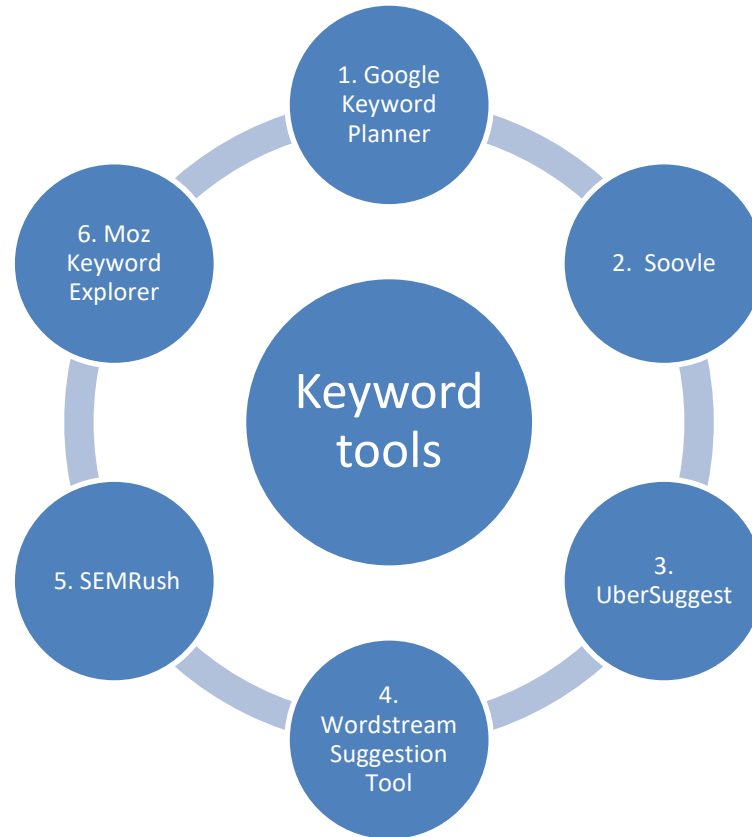 1. Google
Keyword
Planner
2.  Soovle
3.
UberSuggest
4.
Wordstream
Suggestion
Tool
5. SEMRush
6. Moz
Keyword
Explorer
Keyword
tools